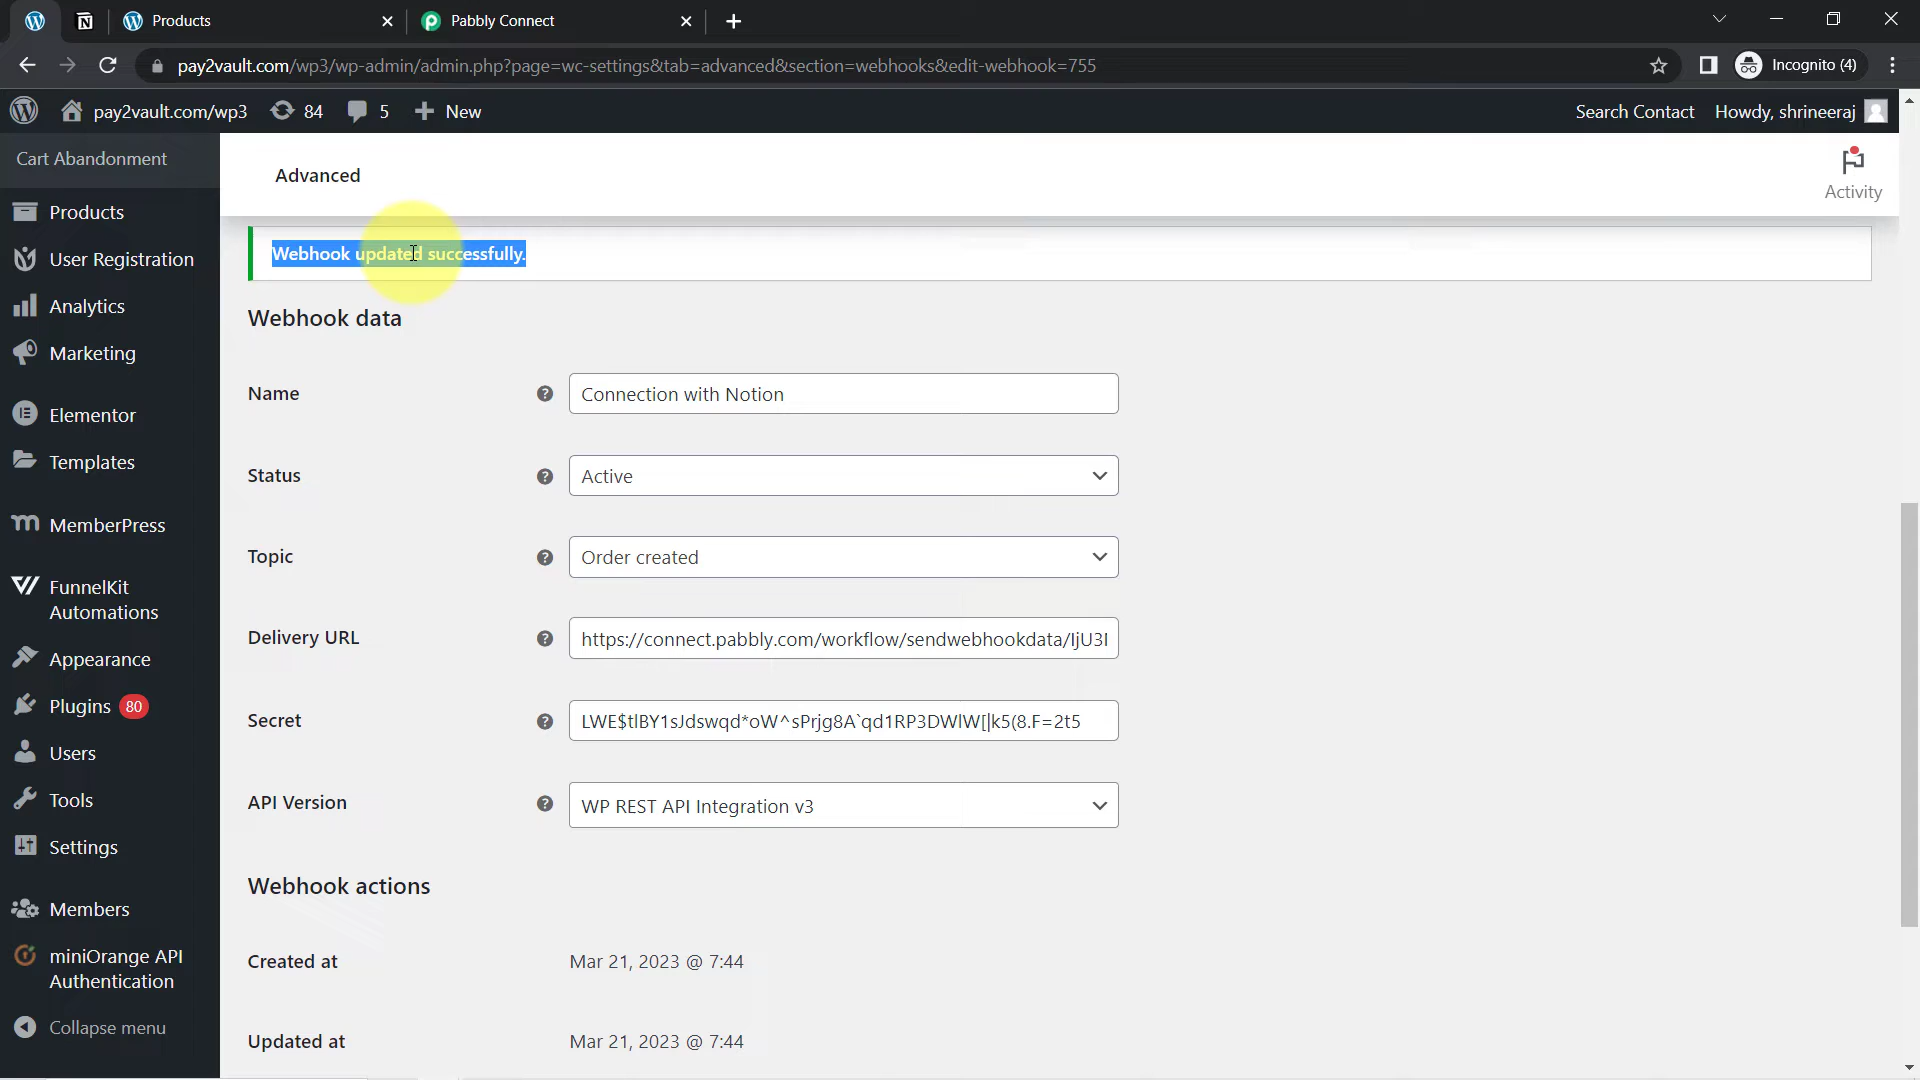 Products
Pabbly Connect
pay2vault.com/wp3/wp-admin/admin.php?page=wc-settings&tab=advanced&section=webhooks&edit-webhook=755
Incognito (4)
pay2vault.com/wp3
84
5
New
Search Contact
Howdy, shrineeraj
Cart Abandonment
Products
User Registration
Analytics
Marketing
Elementor
Templates
MemberPress
FunnelKit
Automations
Appearance
Plugins 80
Users
Tools
Settings
Members
miniOrange API
Authentication
Collapse menu
Advanced
Activity
Webhook updated successfully.
Webhook data
Name
Connection with Notion
Status
Active
Topic
Order created
Delivery URL
https://connect.pabbly.com/workflow/sendwebhookdata/IjU3I
Secret
LWE$tlBY1sJdswqd*oW^sPrjg8A`qd1RP3DWlW[|k5(8.F=2t5
API Version
WP REST API Integration v3
Webhook actions
Created at
Mar 21, 2023 @ 7:44
Updated at
Mar 21, 2023 @ 7:44